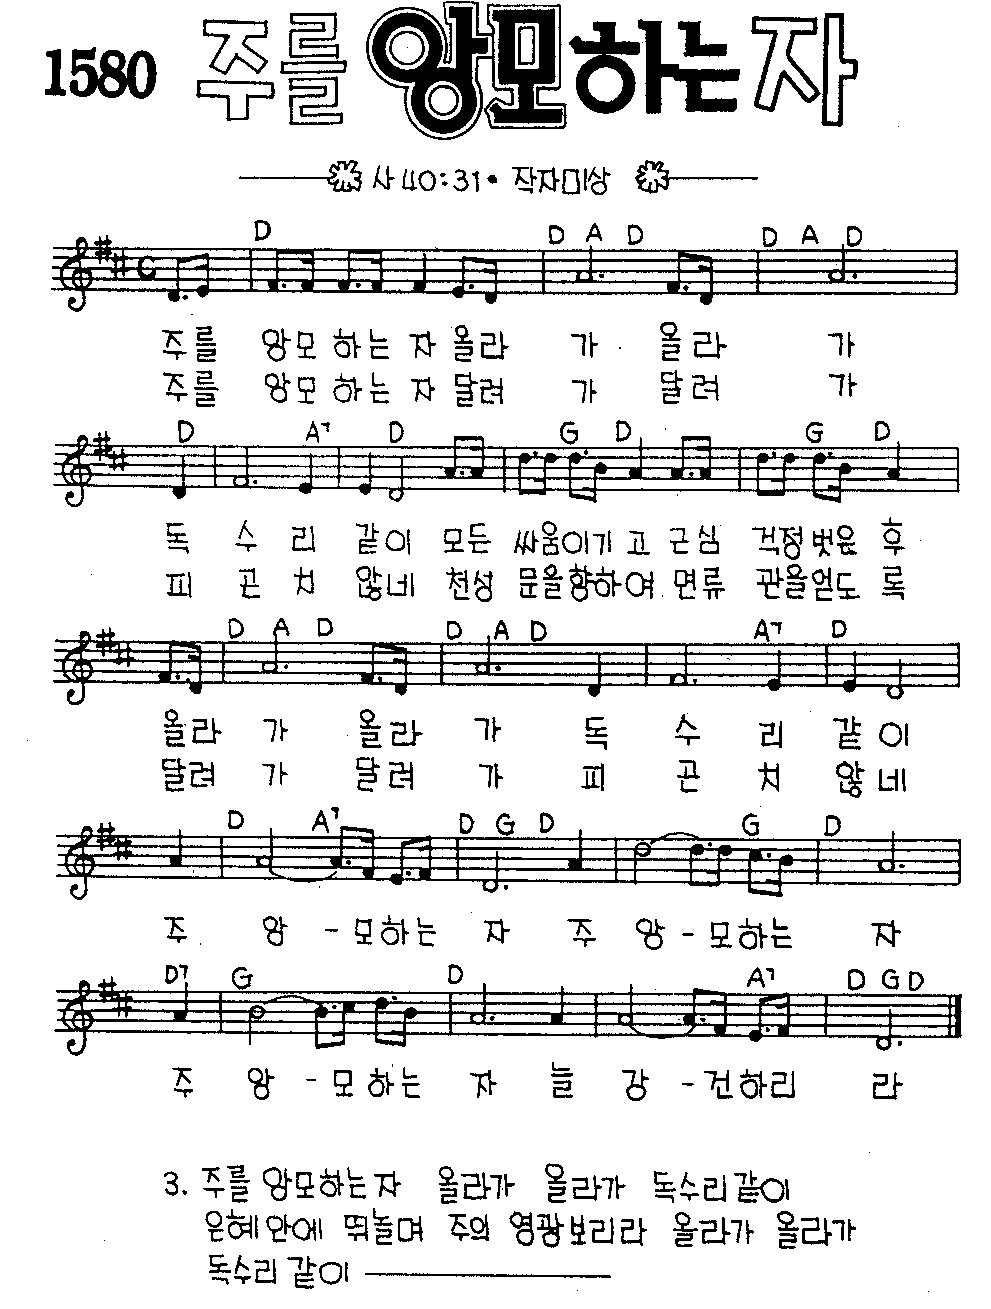 1580 주를 앙모하는 자
사 40:31 • 작자미상
D D A D D A D
주를 앙모하는 자 올라 가 올라 가
주를 앙모하는 자 달려 가 달려 가
D A7 D G D G D
독 수 리 같이 모든 싸움이기 고 근심 걱정벗은 후
피 곤 치 않네 천성 문을향하여 면류 관을얻도 록
D A D D A D A7 D
올라 가 올라 가 독 수 리 같 이
달려 가 달려 가 피 곤 치 않 네
D A7 D G D G D
주 앙 - 모하는 자 주 앙 - 모하는 자
D7 G D A7 D G D
주 앙 - 모하는 자 늘 강 - 건하리 라
3. 주를 앙모하는자 올라가 올라가 독수리같이
은혜안에 뛰놀며 주의 영광보리라 올라가 올라가
독수리 같이